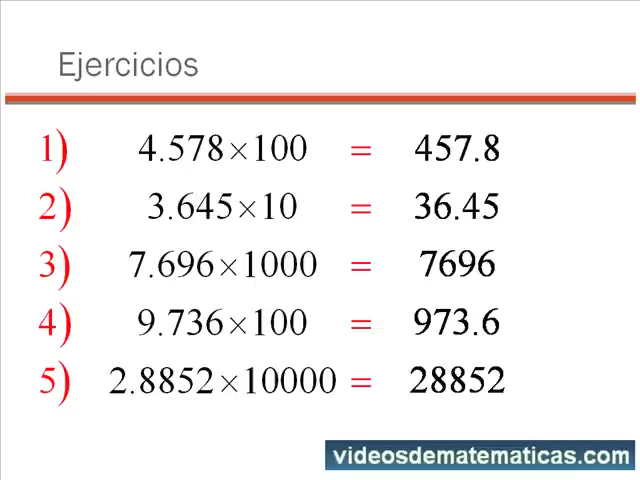 Ejercicios
1) 4.578×100 = 457.8
2) 3.645×10 = 36.45
3) 7.696×1000 = 7696
4) 9.736×100 = 973.6
5) 2.8852×10000 = 28852
videosdematematicas.com